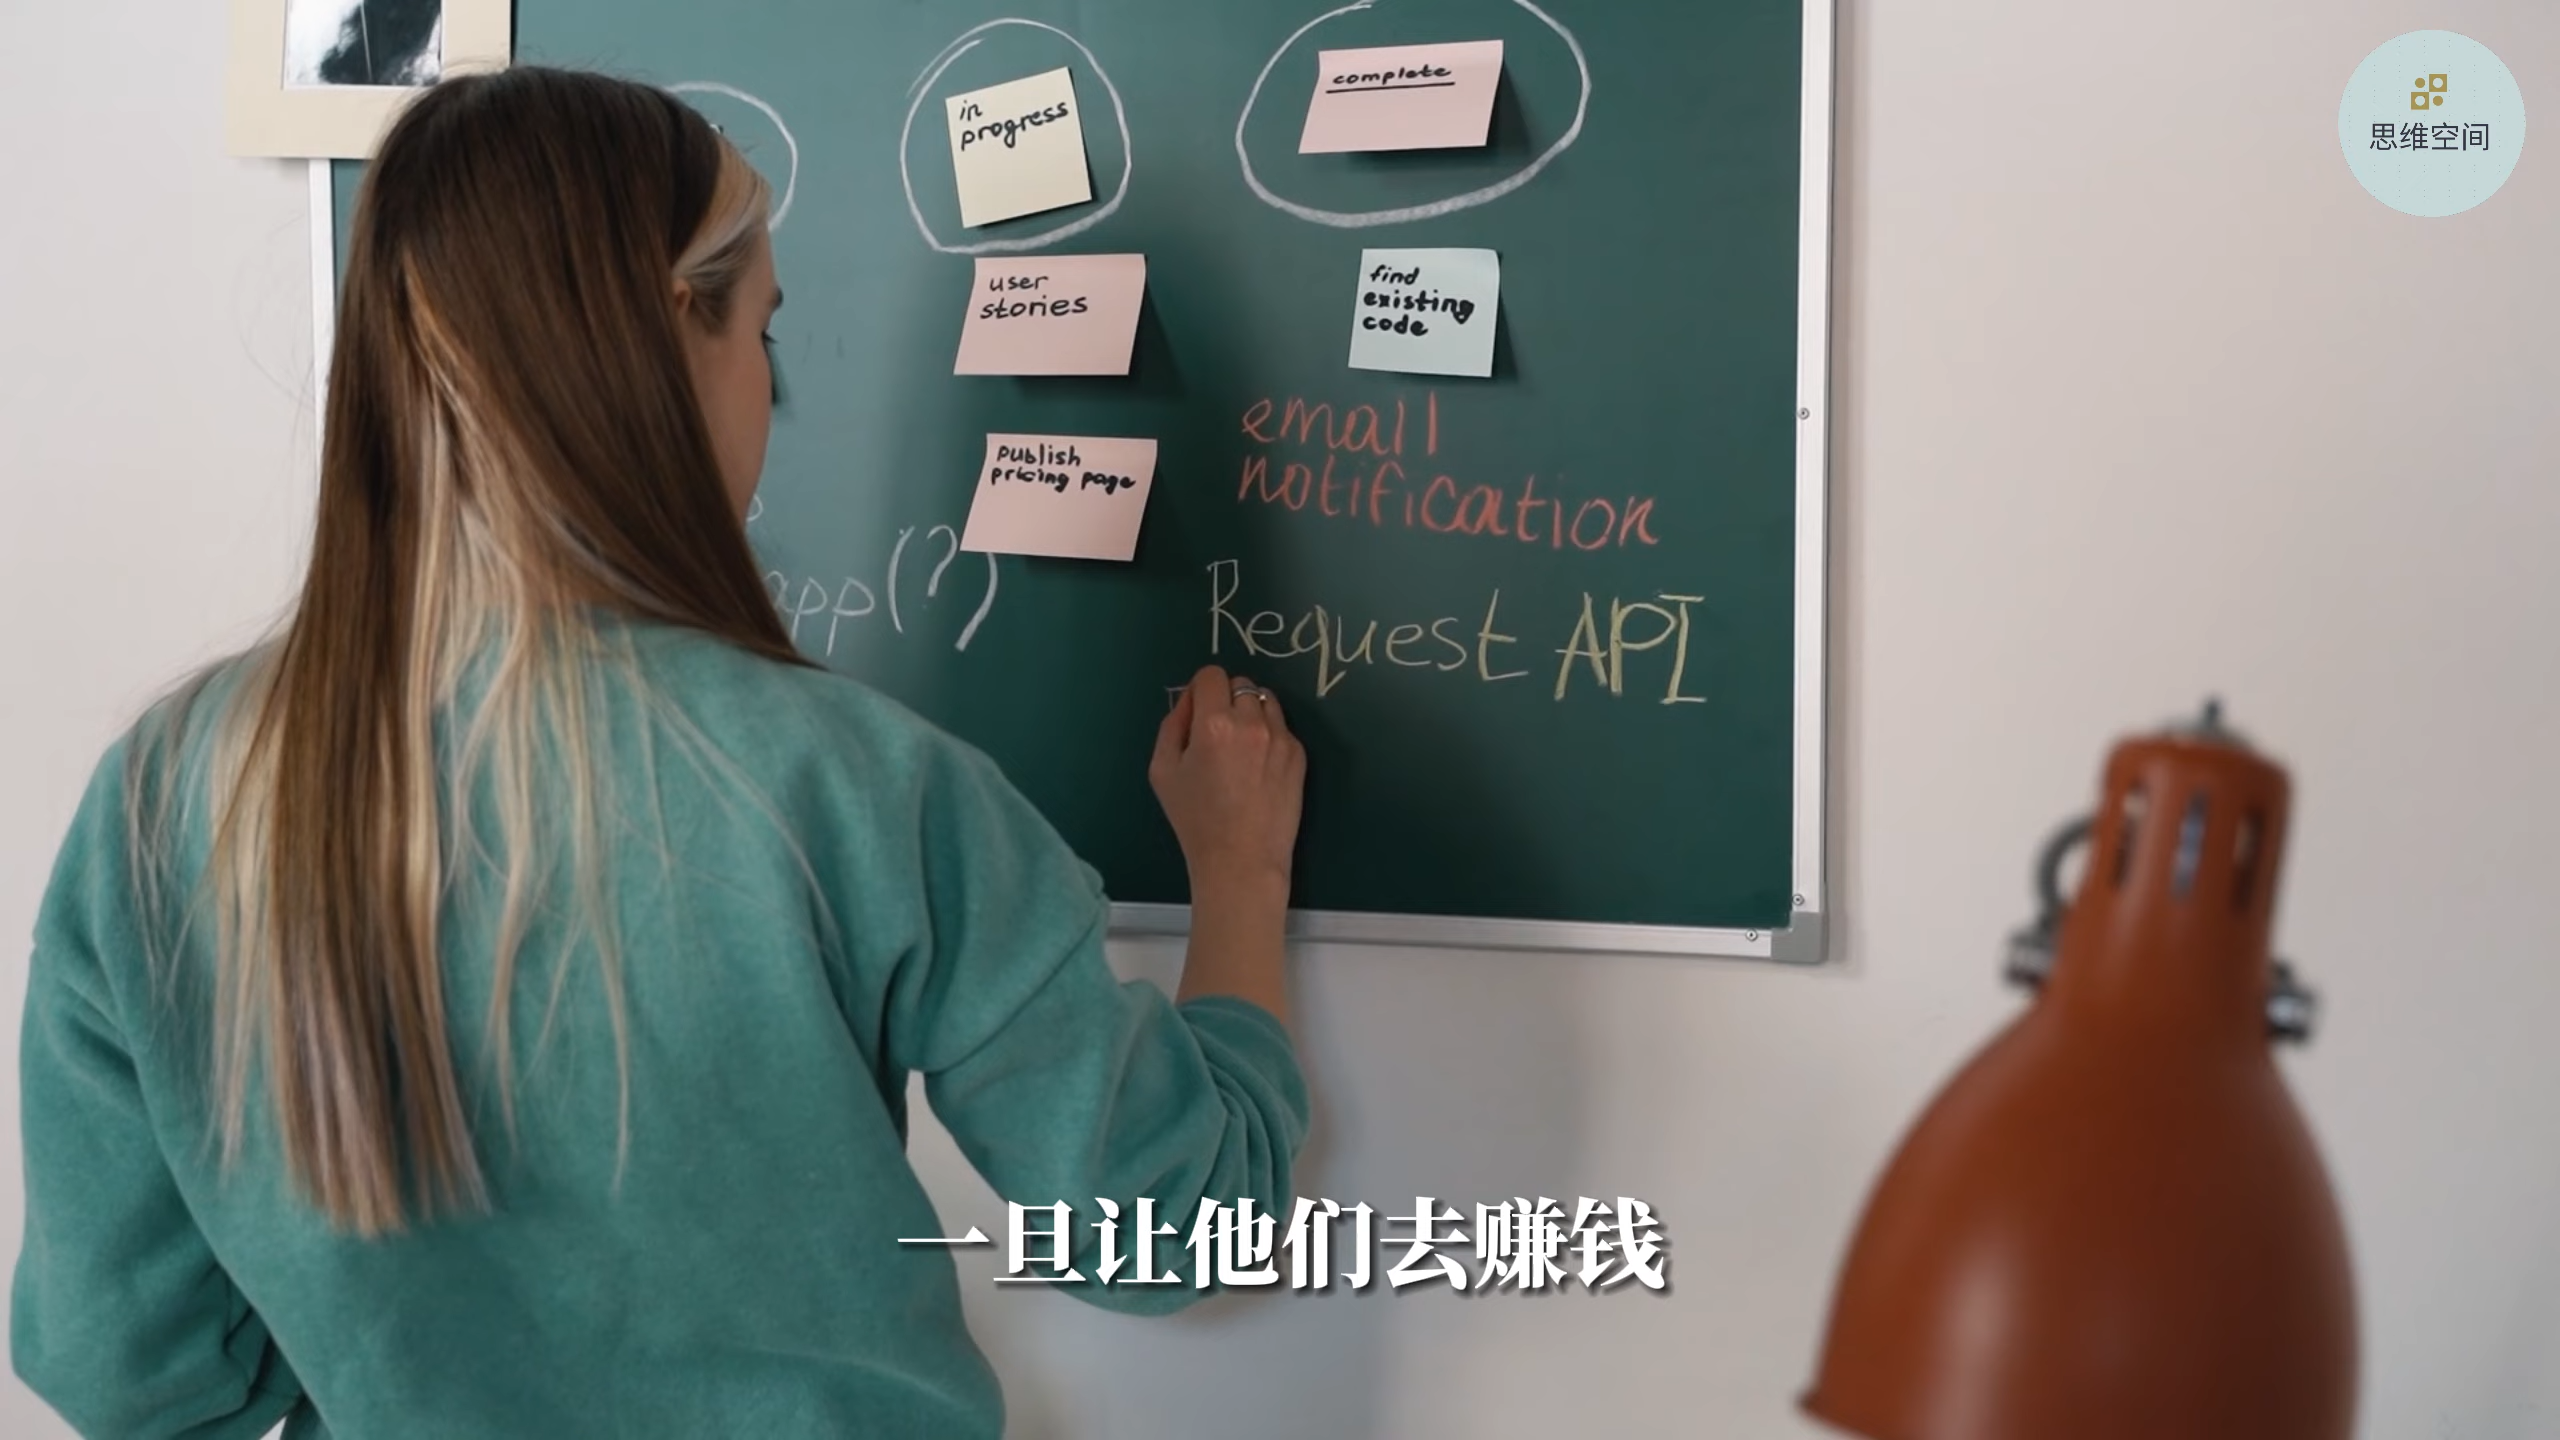 思维空间
in
progress
complete
user
stories
find
existing
code
publish
pricing page
email
notification
app(?)
Request API
一旦让他们去赚钱